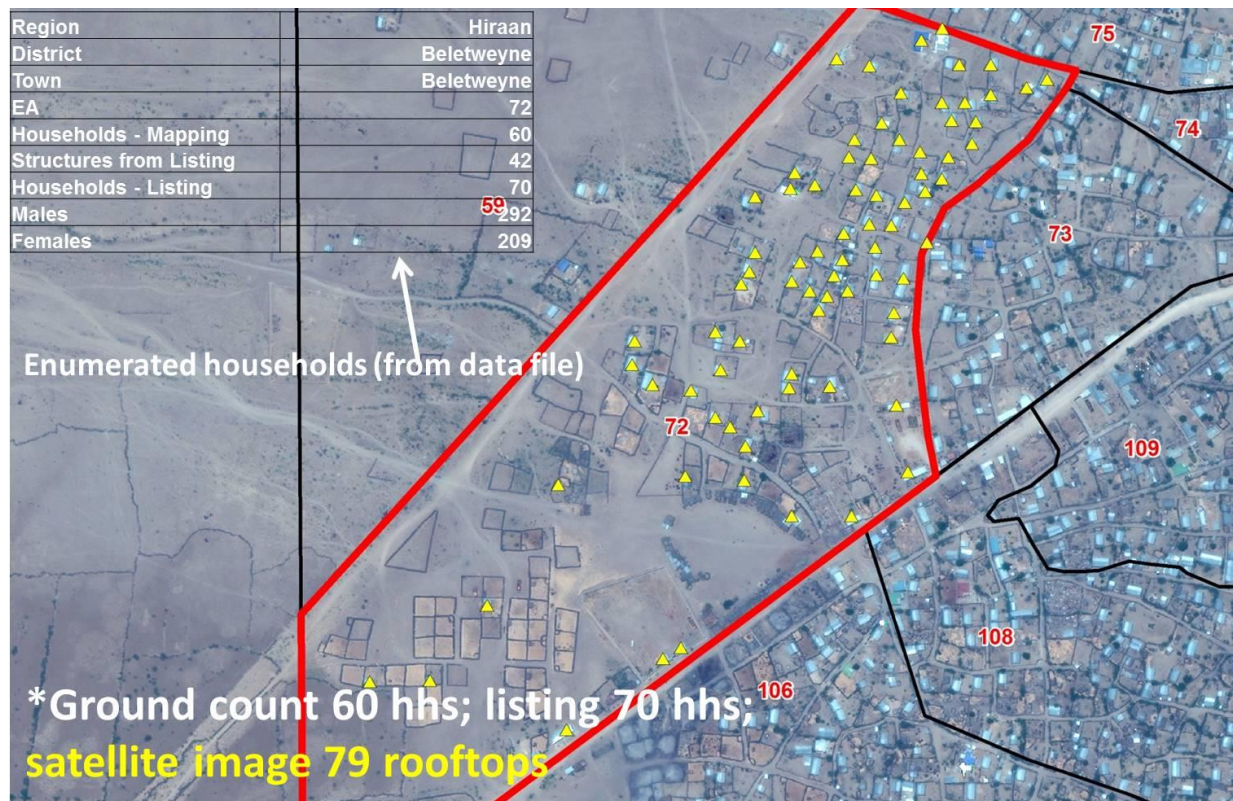 Region Hiraan
District Beletweyne
Town Beletweyne
EA 72
Households - Mapping 60
Structures from Listing 42
Households - Listing 70
Males 292
Females 209
59
75
74
73
Enumerated households (from data file)
72
109
108
106
*Ground count 60 hhs; listing 70 hhs;
satellite image 79 rooftops